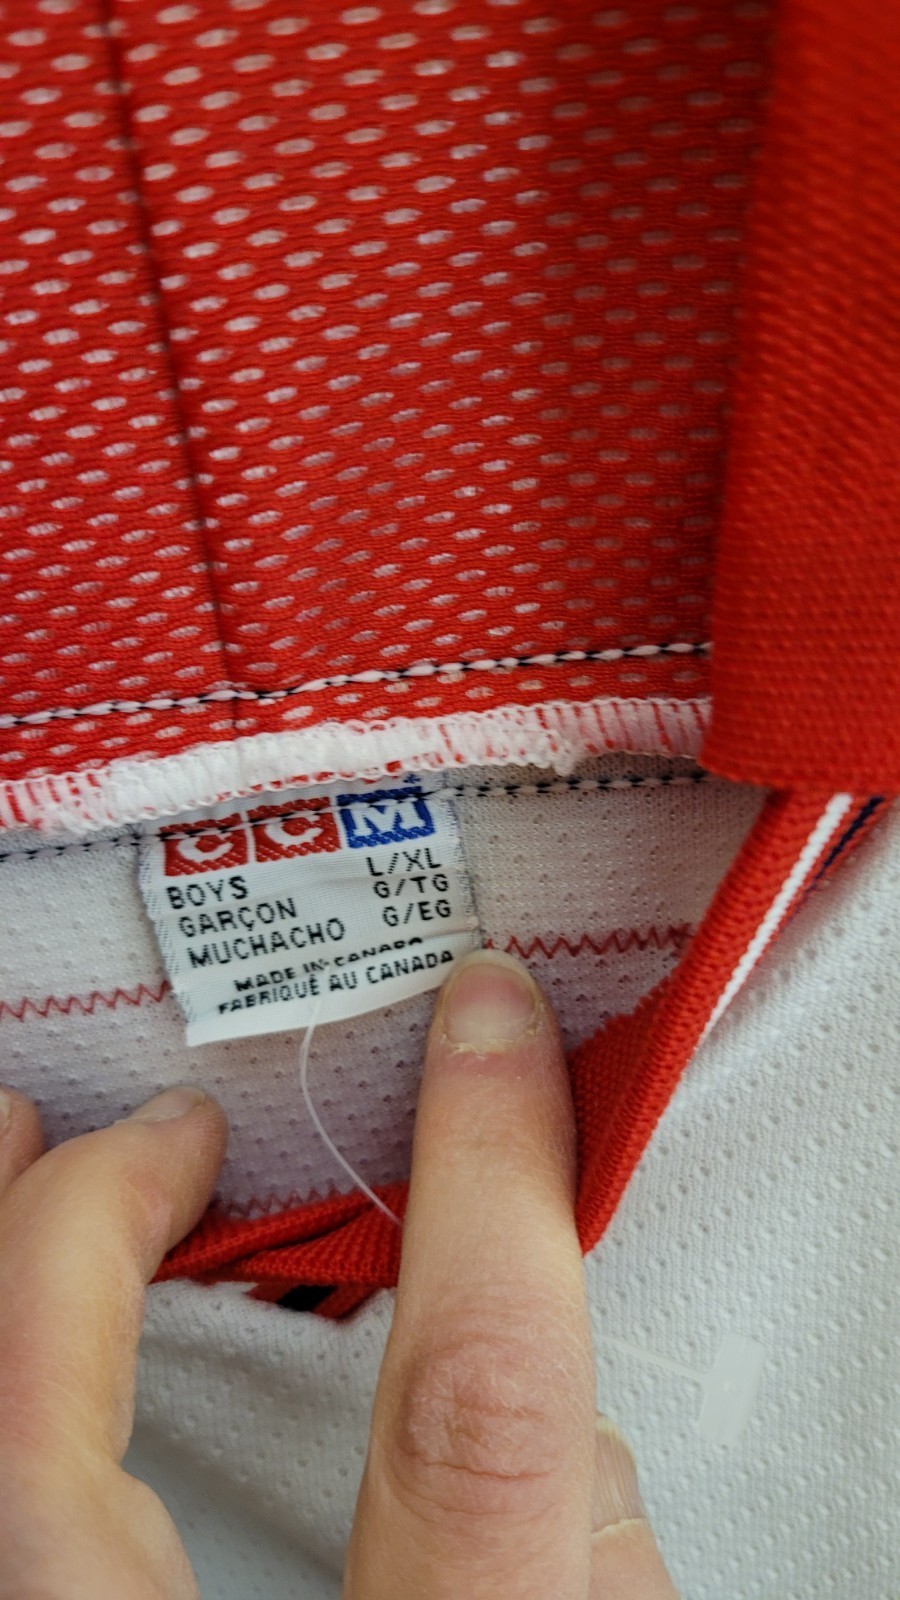 CCM
BOYS L/XL
GARÇON G/TG
MUCHACHO G/EG
MADE IN CANADA
FABRIQUÉ AU CANADA